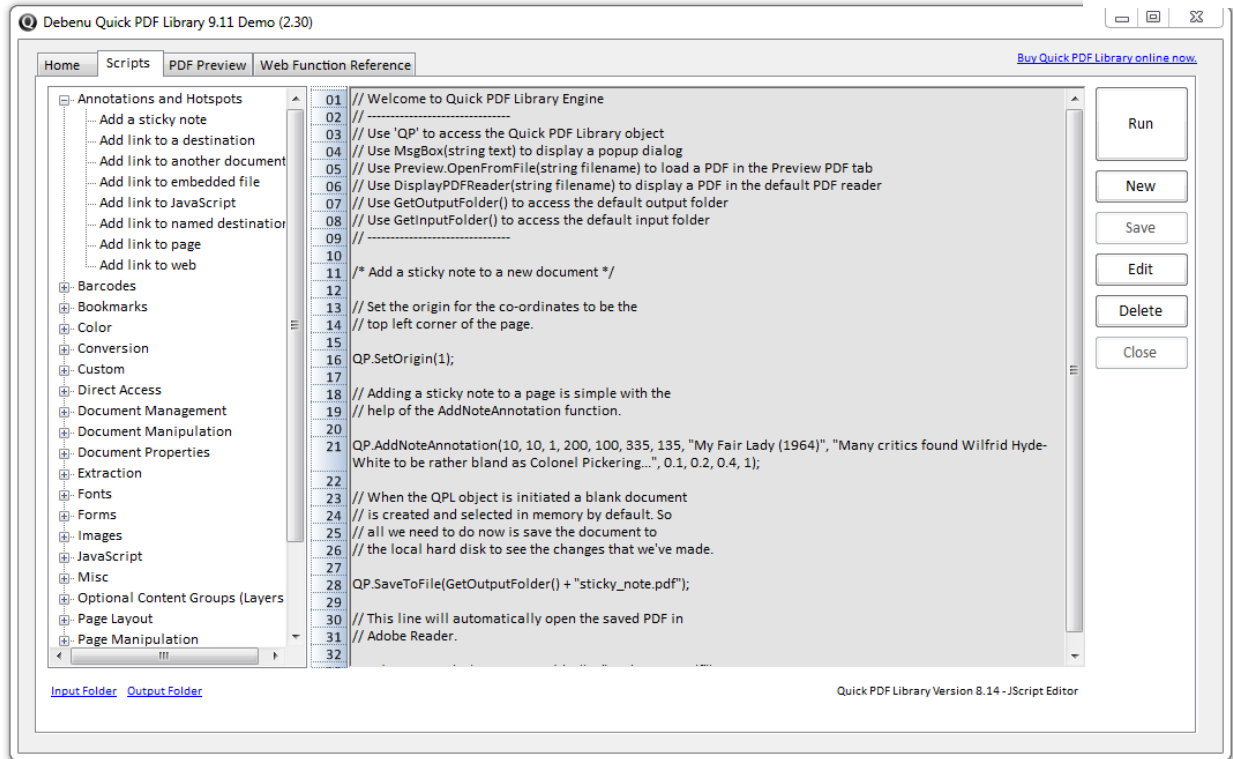 Debenu Quick PDF Library 9.11 Demo (2.30)
Buy Quick PDF Library online now.
Home Scripts PDF Preview Web Function Reference
Annotations and Hotspots
Add a sticky note
Add link to a destination
Add link to another document
Add link to embedded file
Add link to JavaScript
Add link to named destination
Add link to page
Add link to web
Barcodes
Bookmarks
Color
Conversion
Custom
Direct Access
Document Management
Document Manipulation
Document Properties
Extraction
Fonts
Forms
Images
JavaScript
Misc
Optional Content Groups (Layers
Page Layout
Page Manipulation
01 // Welcome to Quick PDF Library Engine
02 // -------------------------------
03 // Use 'QP' to access the Quick PDF Library object
04 // Use MsgBox(string text) to display a popup dialog
05 // Use Preview.OpenFromFile(string filename) to load a PDF in the Preview PDF tab
06 // Use DisplayPDFReader(string filename) to display a PDF in the default PDF reader
07 // Use GetOutputFolder() to access the default output folder
08 // Use GetInputFolder() to access the default input folder
09 // -------------------------------
10
11 /* Add a sticky note to a new document */
12
13 // Set the origin for the co-ordinates to be the
14 // top left corner of the page.
15
16 QP.SetOrigin(1);
17
18 // Adding a sticky note to a page is simple with the
19 // help of the AddNoteAnnotation function.
20
21 QP.AddNoteAnnotation(10, 10, 1, 200, 100, 335, 135, "My Fair Lady (1964)", "Many critics found Wilfrid Hyde-
White to be rather bland as Colonel Pickering...", 0.1, 0.2, 0.4, 1);
22
23 // When the QPL object is initiated a blank document
24 // is created and selected in memory by default. So
25 // all we need to do now is save the document to
26 // the local hard disk to see the changes that we've made.
27
28 QP.SaveToFile(GetOutputFolder() + "sticky_note.pdf");
29
30 // This line will automatically open the saved PDF in
31 // Adobe Reader.
32
Run
New
Save
Edit
Delete
Close
Input Folder Output Folder
Quick PDF Library Version 8.14 - JScript Editor